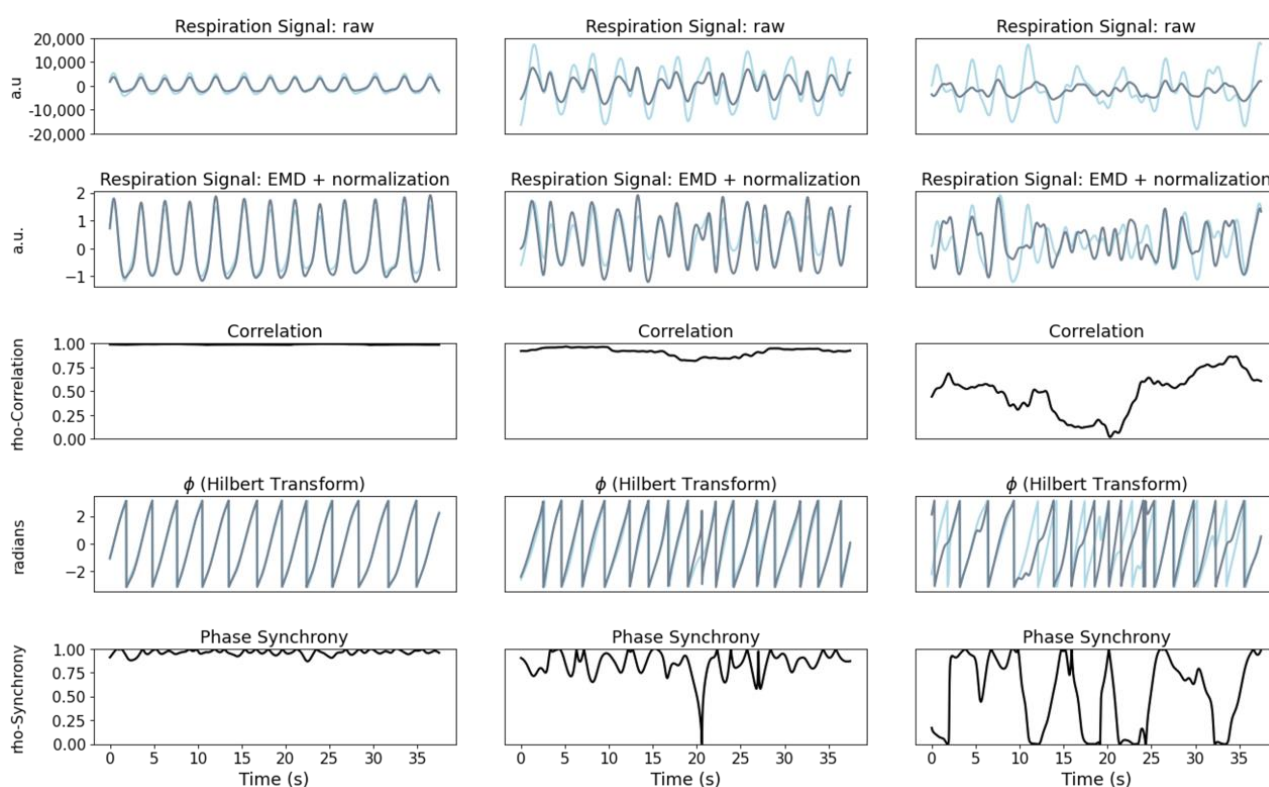 Respiration Signal: raw
Respiration Signal: raw
Respiration Signal: raw
20,000
10,000
0
-10,000
-20,000
a.u
Respiration Signal: EMD + normalization
Respiration Signal: EMD + normalization
Respiration Signal: EMD + normalization
2
1
0
−1
a.u.
Correlation
Correlation
Correlation
1.00
0.75
0.50
0.25
0.00
rho-Correlation
ϕ (Hilbert Transform)
ϕ (Hilbert Transform)
ϕ (Hilbert Transform)
2
0
−2
radians
Phase Synchrony
Phase Synchrony
Phase Synchrony
1.00
0.75
0.50
0.25
0.00
rho-Synchrony
0 5 10 15 20 25 30 35
0 5 10 15 20 25 30 35
0 5 10 15 20 25 30 35
Time (s)
Time (s)
Time (s)